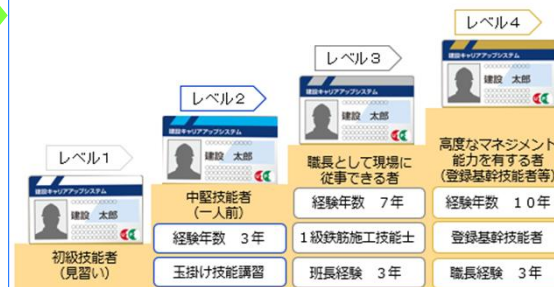 レベル4
レベル3
レベル2
レベル1
建設キャリアアップシステム
建設 太郎
建設キャリアアップシステム
建設 太郎
建設キャリアアップシステム
建設 太郎
建設キャリアアップシステム
建設 太郎
初級技能者
(見習い)
中堅技能者
(一人前)
経験年数 3年
玉掛け技能講習
職長として現場に
従事できる者
経験年数 7年
1級鉄筋施工技能士
班長経験 3年
高度なマネジメント
能力を有する者
(登録基幹技能者等)
経験年数 10年
登録基幹技能者
職長経験 3年